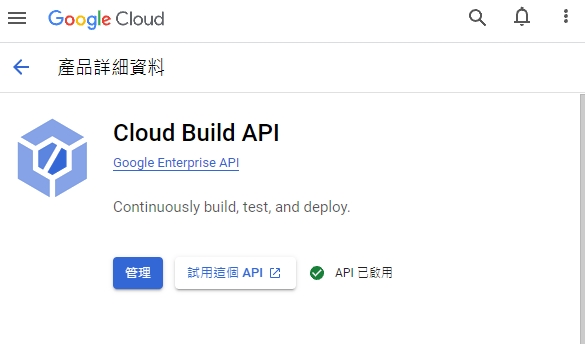 Google Cloud
產品詳細資料
Cloud Build API
Google Enterprise API
Continuously build, test, and deploy.
管理
試用這個 API
API 已啟用